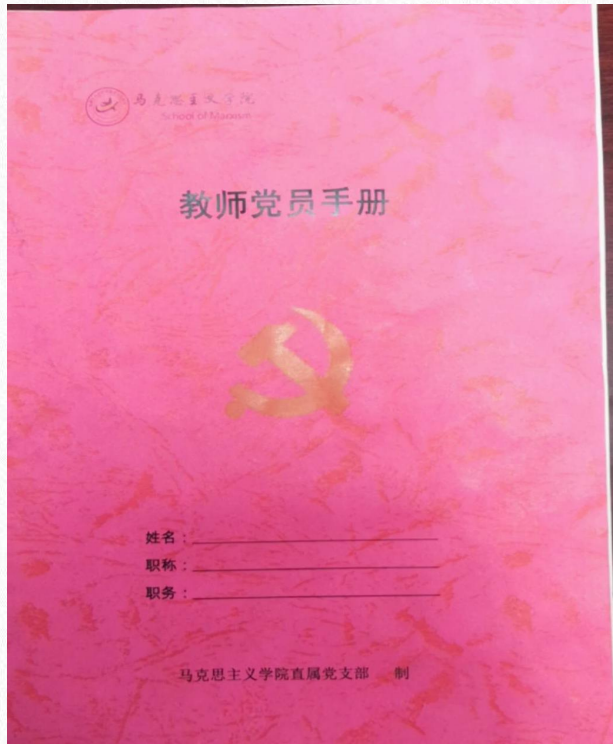 马克思主义学院
School of Marxism
教师党员手册
姓名：
职称：
职务：
马克思主义学院直属党支部 制